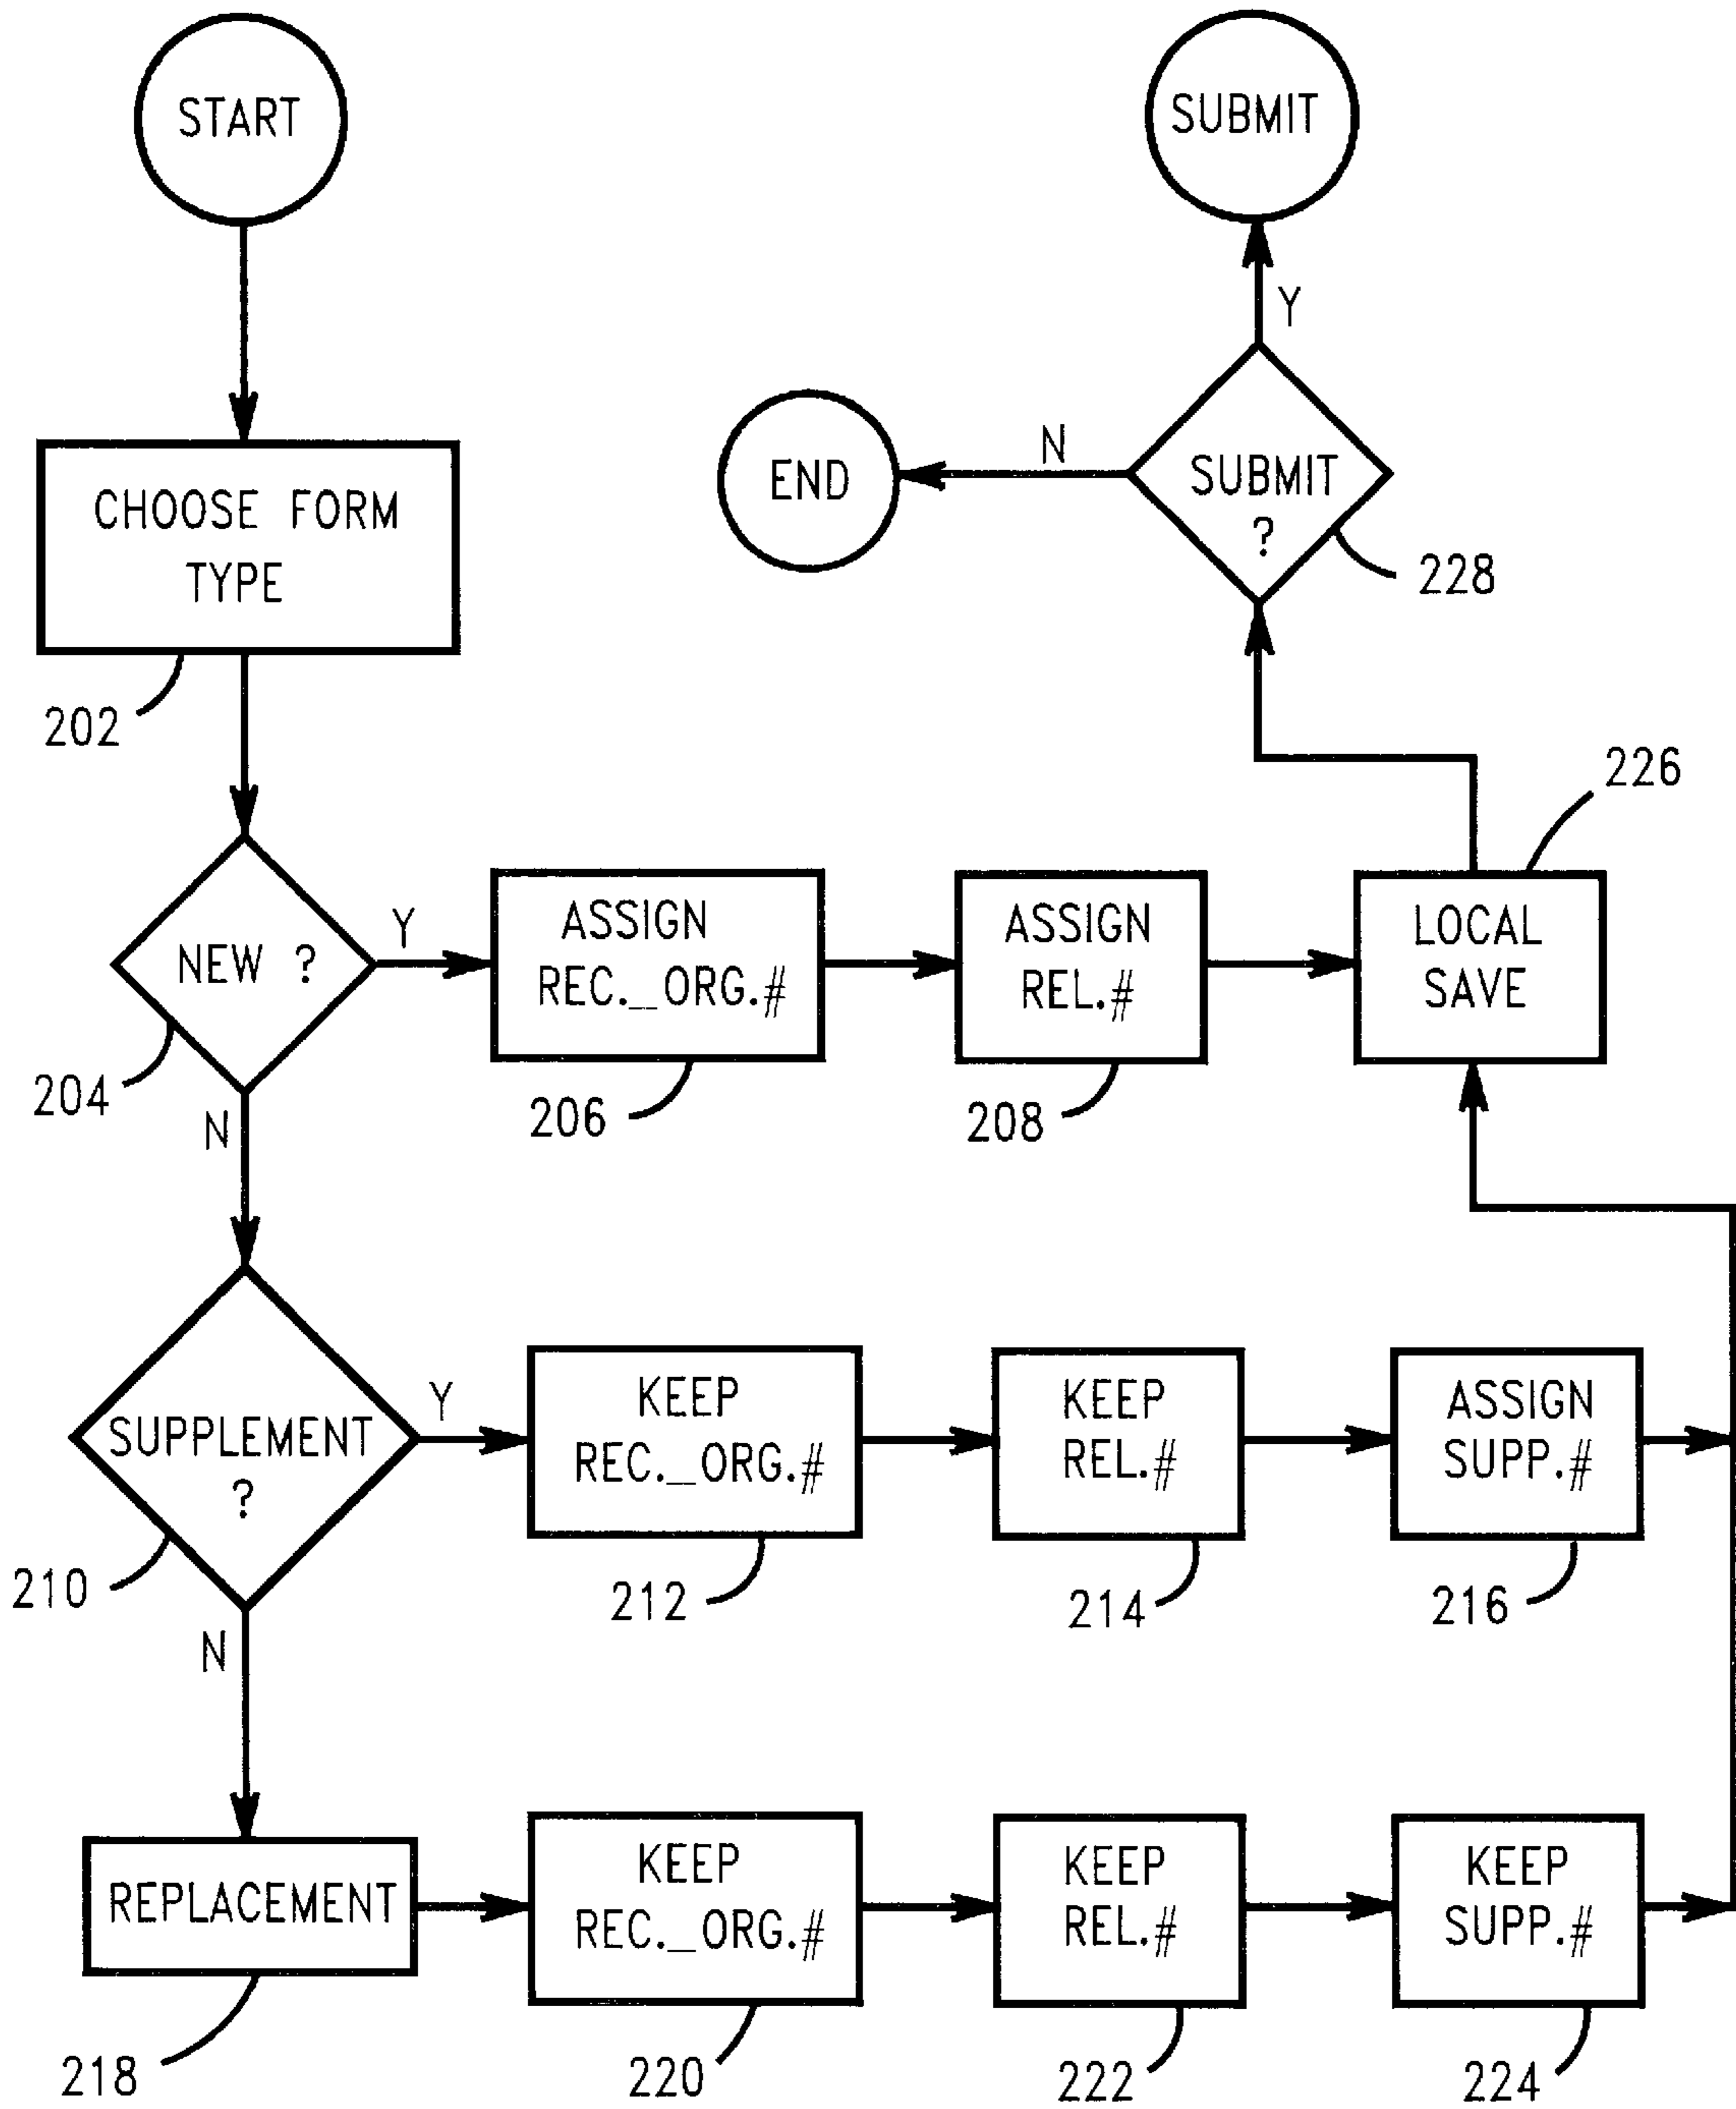 START
SUBMIT
Y
CHOOSE FORM
TYPE
202
END
N
SUBMIT
?
228
226
NEW ?
204
Y
N
ASSIGN
REC._ORG.#
206
ASSIGN
REL.#
208
LOCAL
SAVE
SUPPLEMENT
?
210
Y
N
KEEP
REC._ORG.#
212
KEEP
REL.#
214
ASSIGN
SUPP.#
216
REPLACEMENT
218
KEEP
REC._ORG.#
220
KEEP
REL.#
222
KEEP
SUPP.#
224